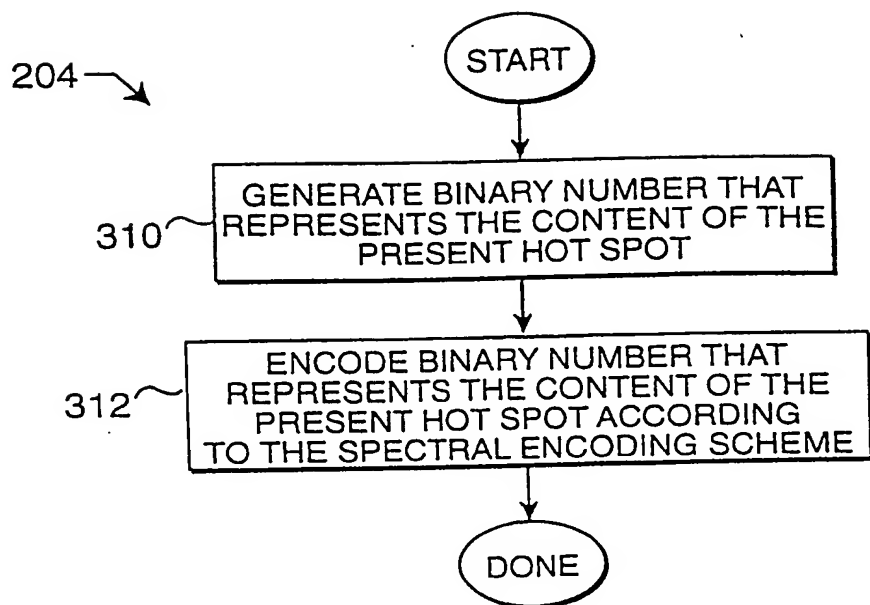 START
204
GENERATE BINARY NUMBER THAT
REPRESENTS THE CONTENT OF THE
PRESENT HOT SPOT
310
ENCODE BINARY NUMBER THAT
REPRESENTS THE CONTENT OF THE
PRESENT HOT SPOT ACCORDING
TO THE SPECTRAL ENCODING SCHEME
312
DONE